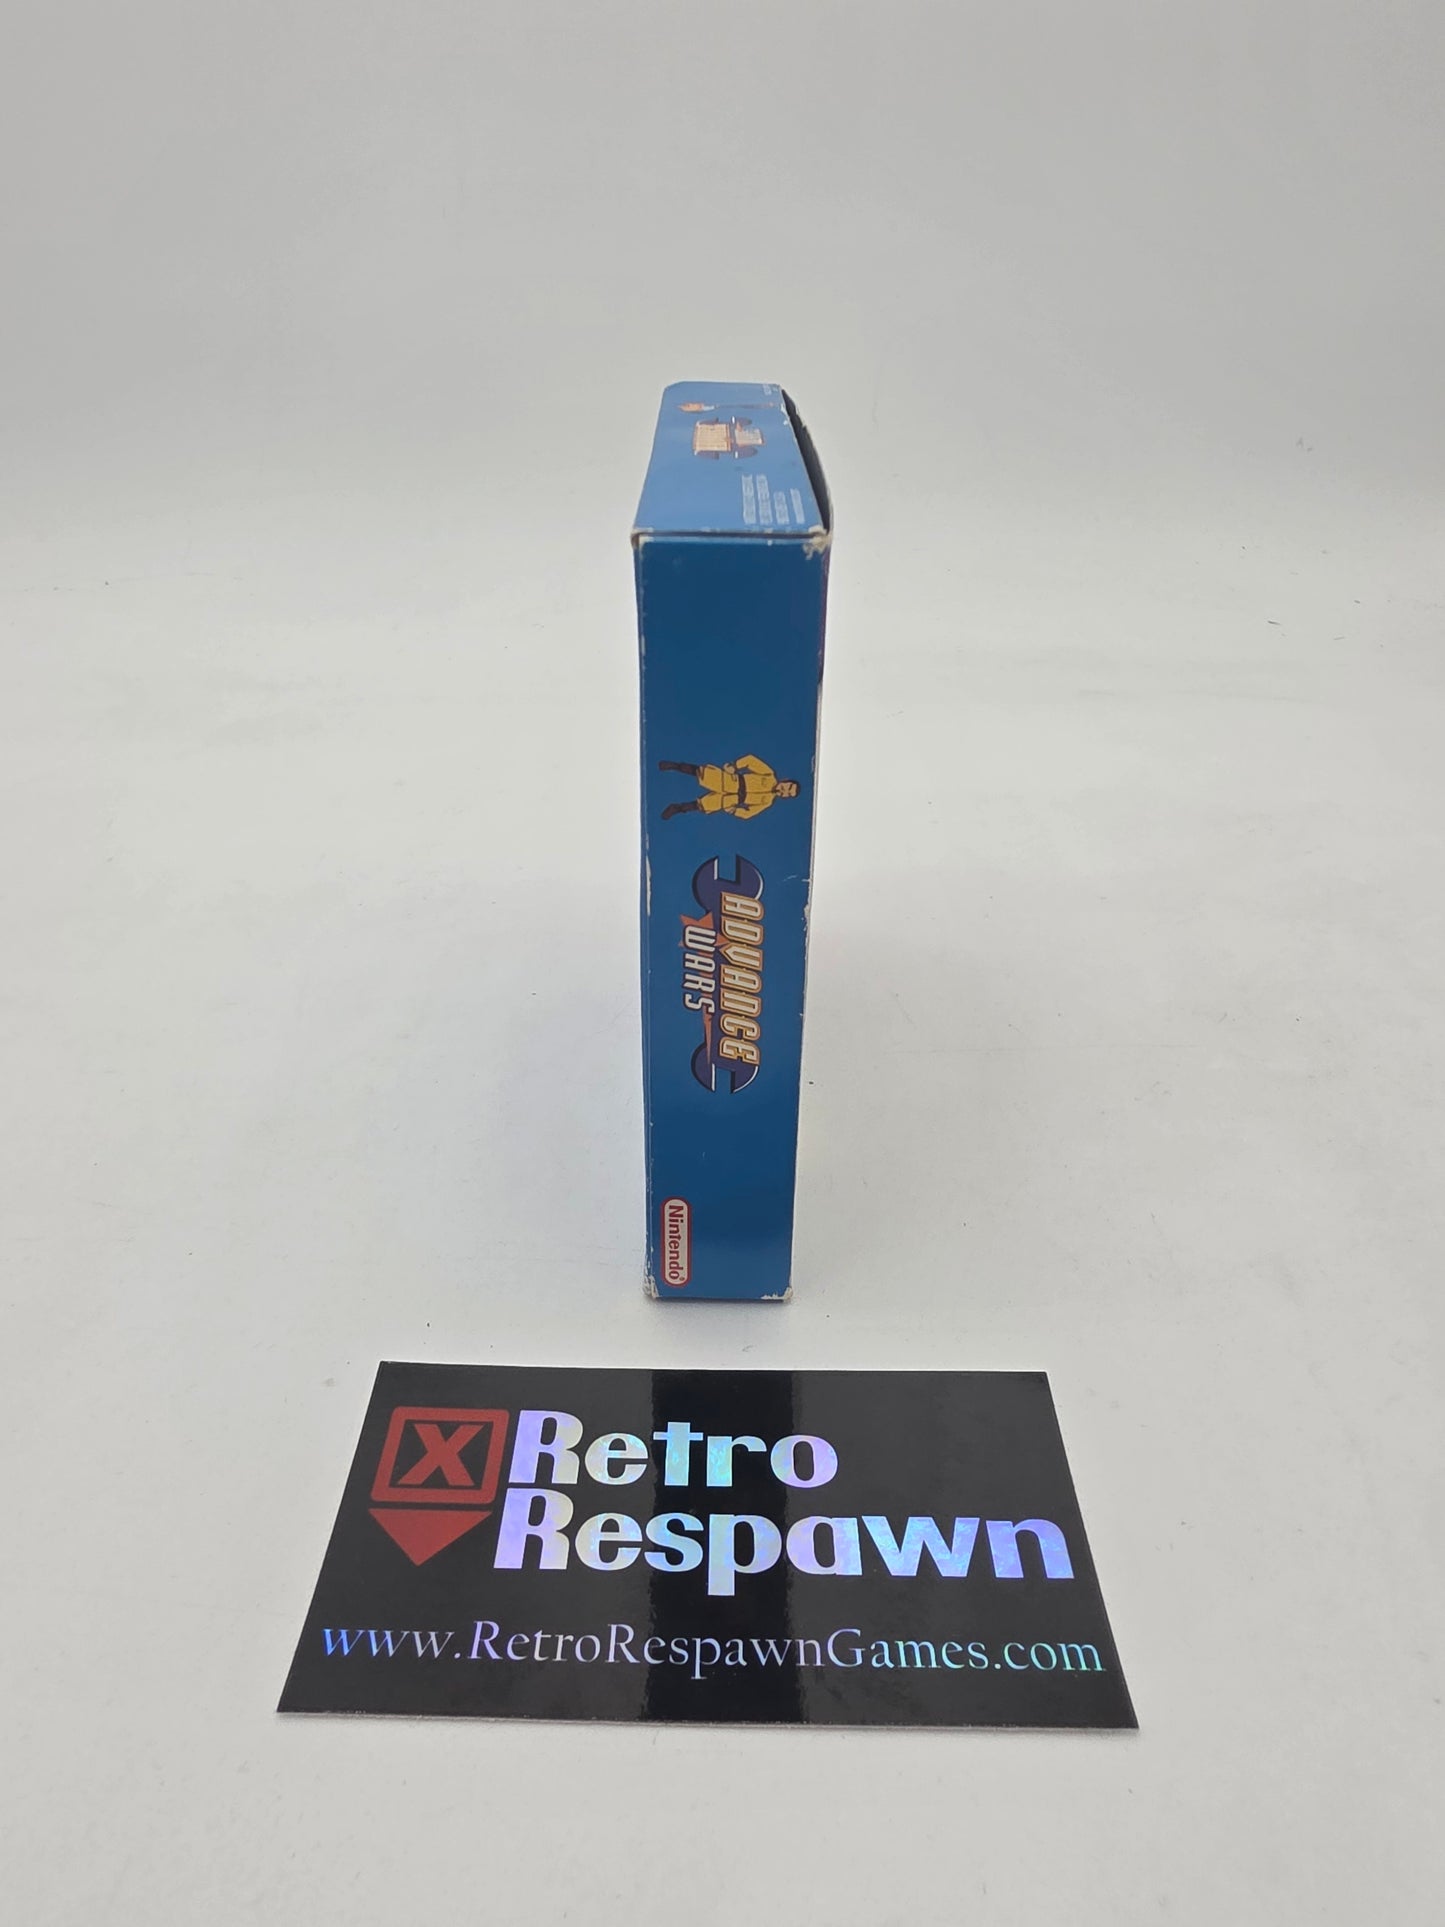 ADVANCE
WARS
Nintendo®
X Retro
Respawn
www.RetroRespawnGames.com